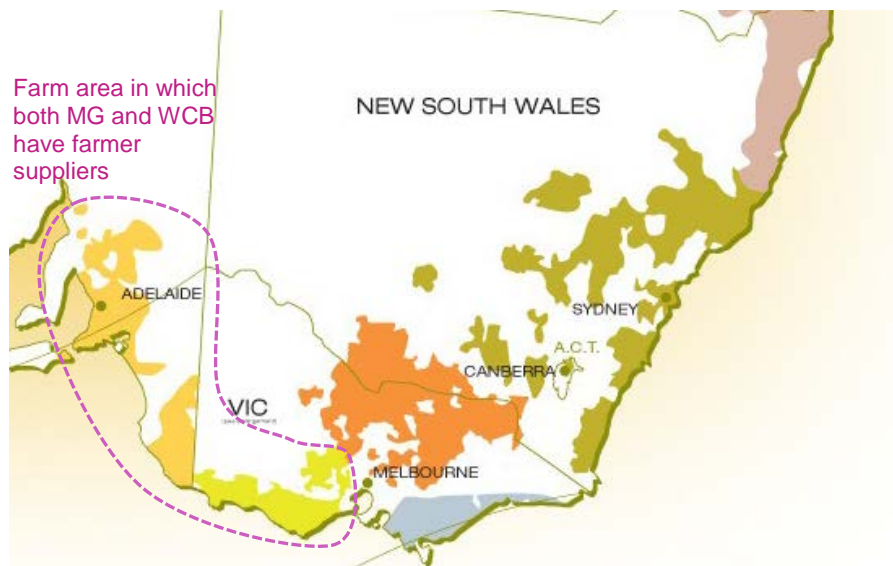 Farm area in which
both MG and WCB
have farmer
suppliers
NEW SOUTH WALES
ADELAIDE
SYDNEY
A.C.T.
CANBERRA
VIC
MELBOURNE